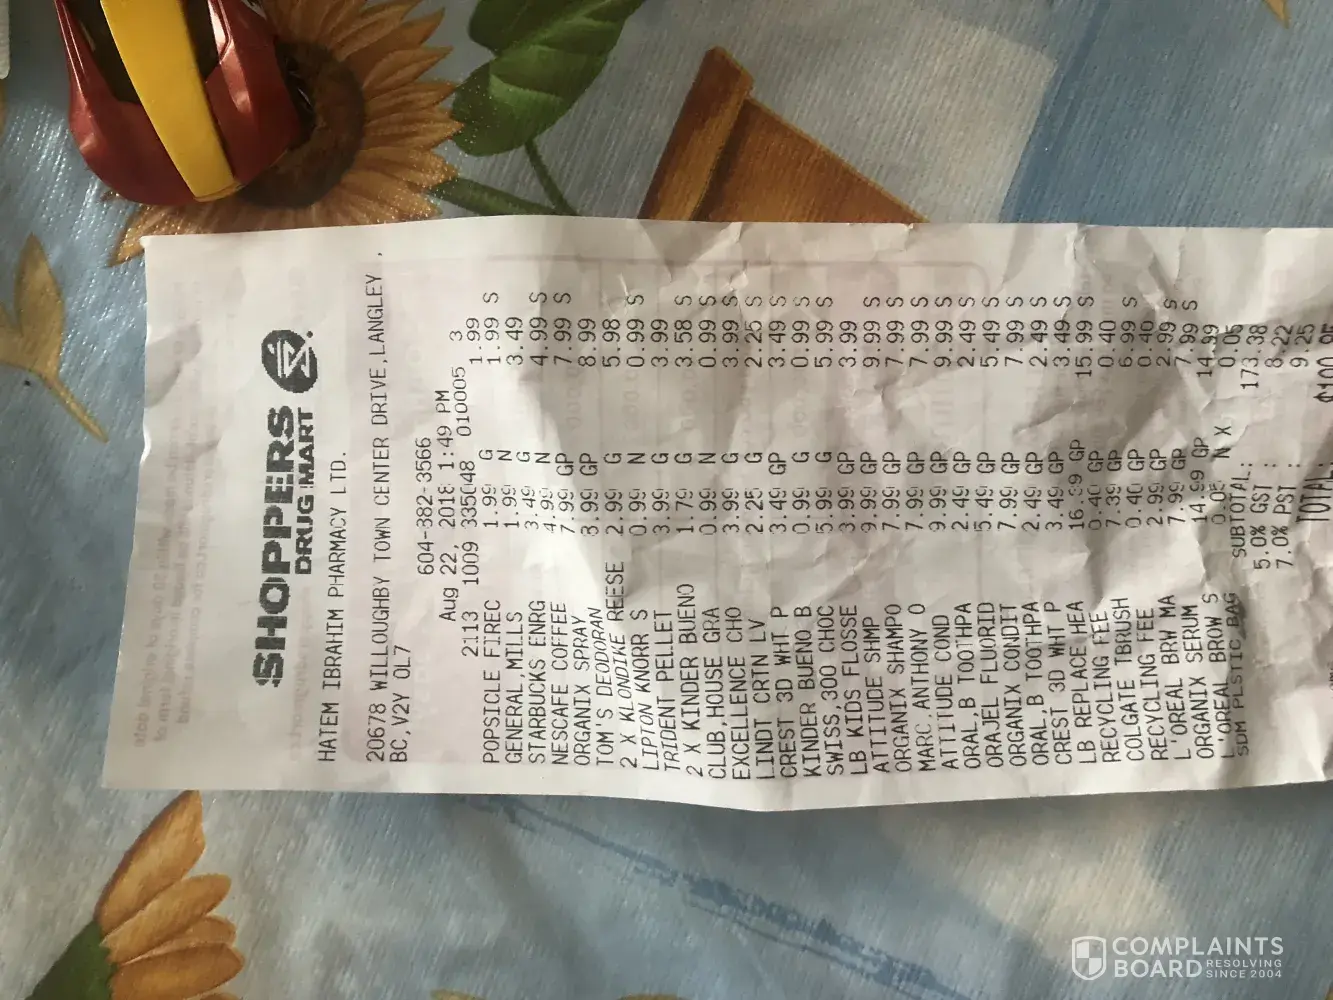 SHOPPERS
DRUG MART
HATEM IBRAHIM PHARMACY LTD.
20678 WILLOUGHBY TOWN CENTER DRIVE,LANGLEY ,
BC,V2Y 0L7
604-382-3566
Aug 22, 2018 1:49 PM
2113 1009 335048 010005 3
POPSICLE FIREC 1.99 G 1.99
GENERAL,MILLS 1.99 N 1.99 S
STARBUCKS ENRG 3.49 G 3.49
NESCAFE COFFEE 4.99 N 4.99 S
ORGANIX SPRAY 7.99 GP 7.99 S
TOM'S DEODORAN 8.99 GP 8.99
2 X KLONDIKE REESE 2.99 G 5.98 S
LIPTON KNORR S 0.99 N 0.99 S
TRIDENT PELLET 3.99 G 3.99
2 X KINDER BUENO 1.79 G 3.58 S
CLUB,HOUSE GRA 0.99 N 0.99 S
EXCELLENCE CHO 3.99 G 3.99 S
LINDT CRTN LV 2.25 G 2.25 S
CREST 3D WHT P 3.49 GP 3.49 S
KINDER BUENO B 0.99 G 0.99 S
SWISS,300 CHOC 5.99 G 5.99 S
LB KIDS FLOSSE 3.99 GP 3.99
ATTITUDE SHMP 9.99 GP 9.99 S
ORGANIX SHAMPO 7.99 GP 7.99 S
MARC ANTHONY O 7.99 GP 7.99 S
ATTITUDE COND 9.99 GP 9.99 S
ORAL,B TOOTHPA 2.49 GP 2.49 S
ORAJEL FLUORID 5.49 GP 5.49 S
ORGANIX CONDIT 7.99 GP 7.99 S
ORAL,B TOOTHPA 2.49 GP 2.49 S
CREST 3D WHT P 3.49 GP 3.49 S
LB REPLACE HEA 16.39 GP 15.99 S
RECYCLING FEE 0.40 GP 0.40
COLGATE TBRUSH 7.39 GP 6.99 S
RECYCLING FEE 0.40 GP 0.40
L'OREAL BRW MA 2.99 GP 2.99 S
ORGANIX SERUM 7.99 GP 7.99 S
L'OREAL BROW S 14.99 GP 14.99
SDM PLSTIC BAG 0.05 N X 0.05
SUBTOTAL: 173.38
5.0% GST : 8.22
7.0% PST : 9.25
TOTAL:
COMPLAINTS
BOARD RESOLVING
SINCE 2004